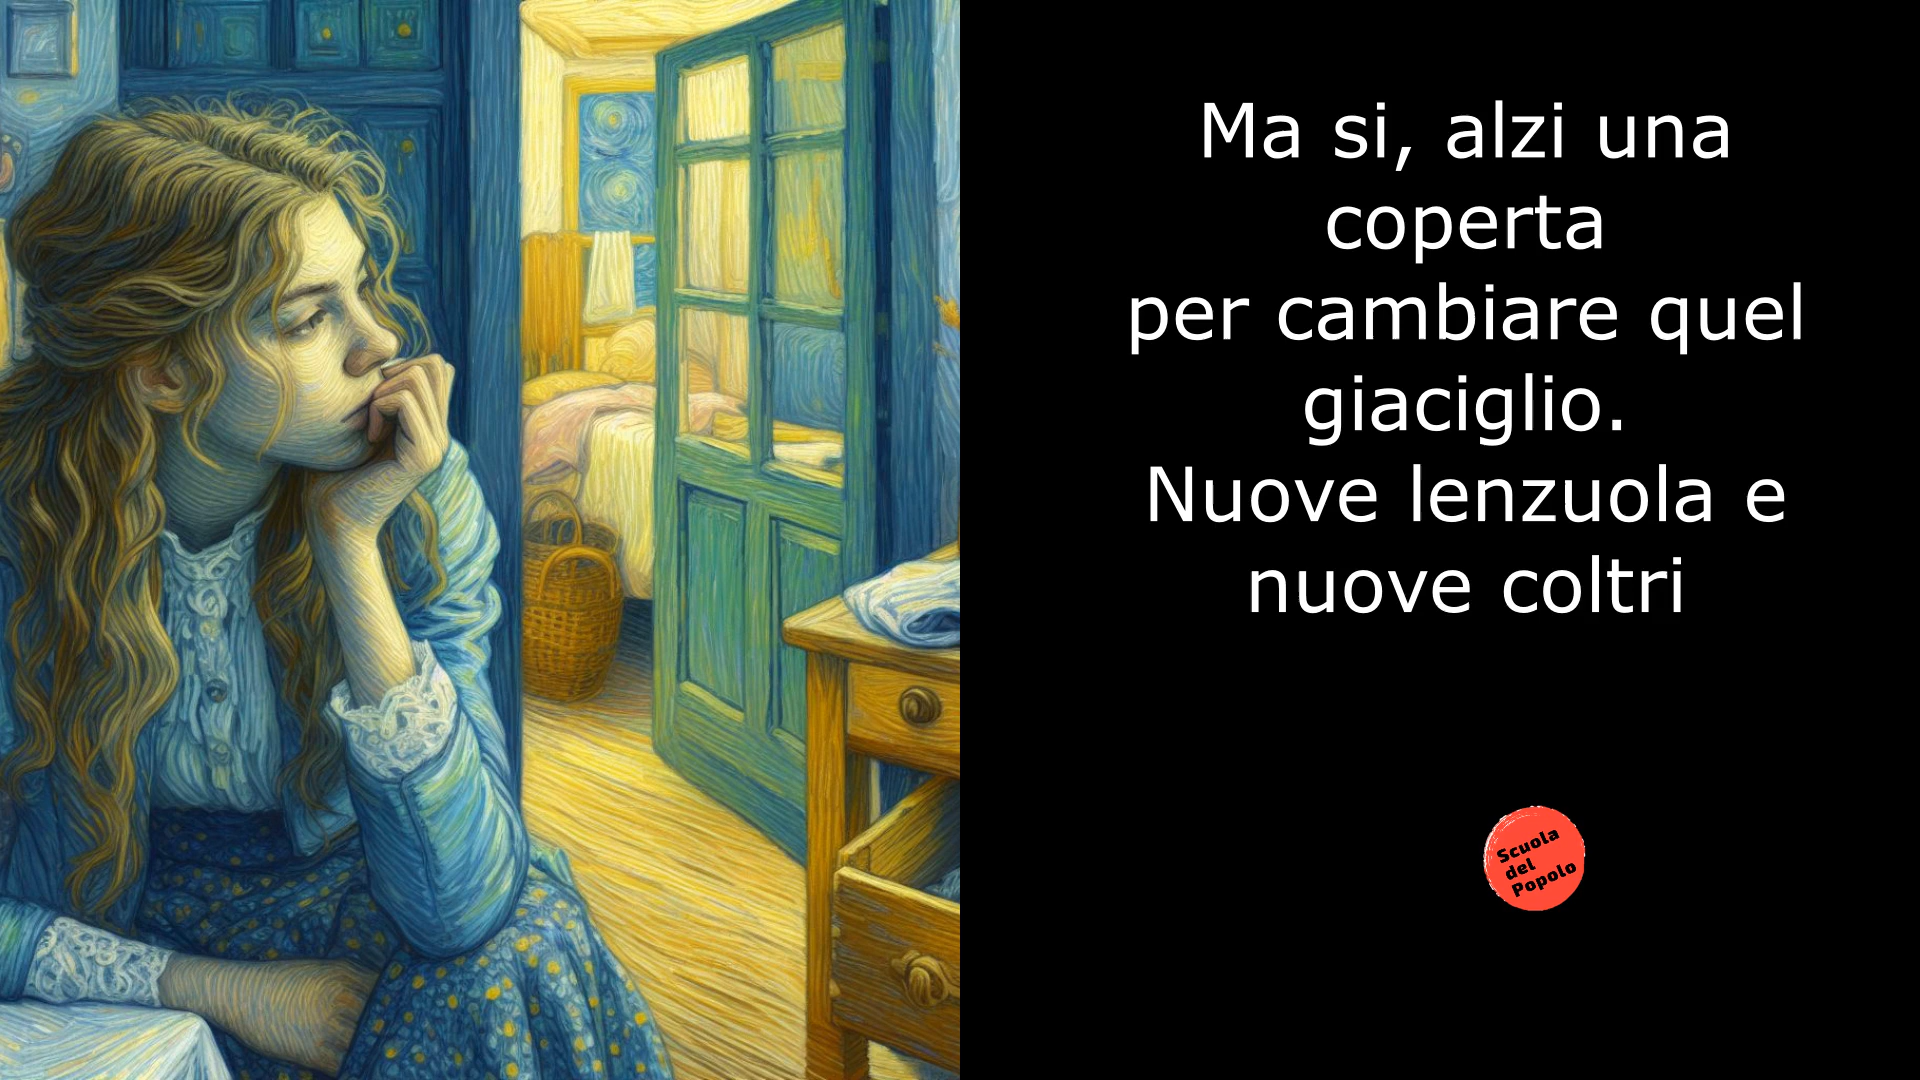 Ma si, alzi una
coperta
per cambiare quel
giaciglio.
Nuove lenzuola e
nuove coltri
Scuola
del
Popolo